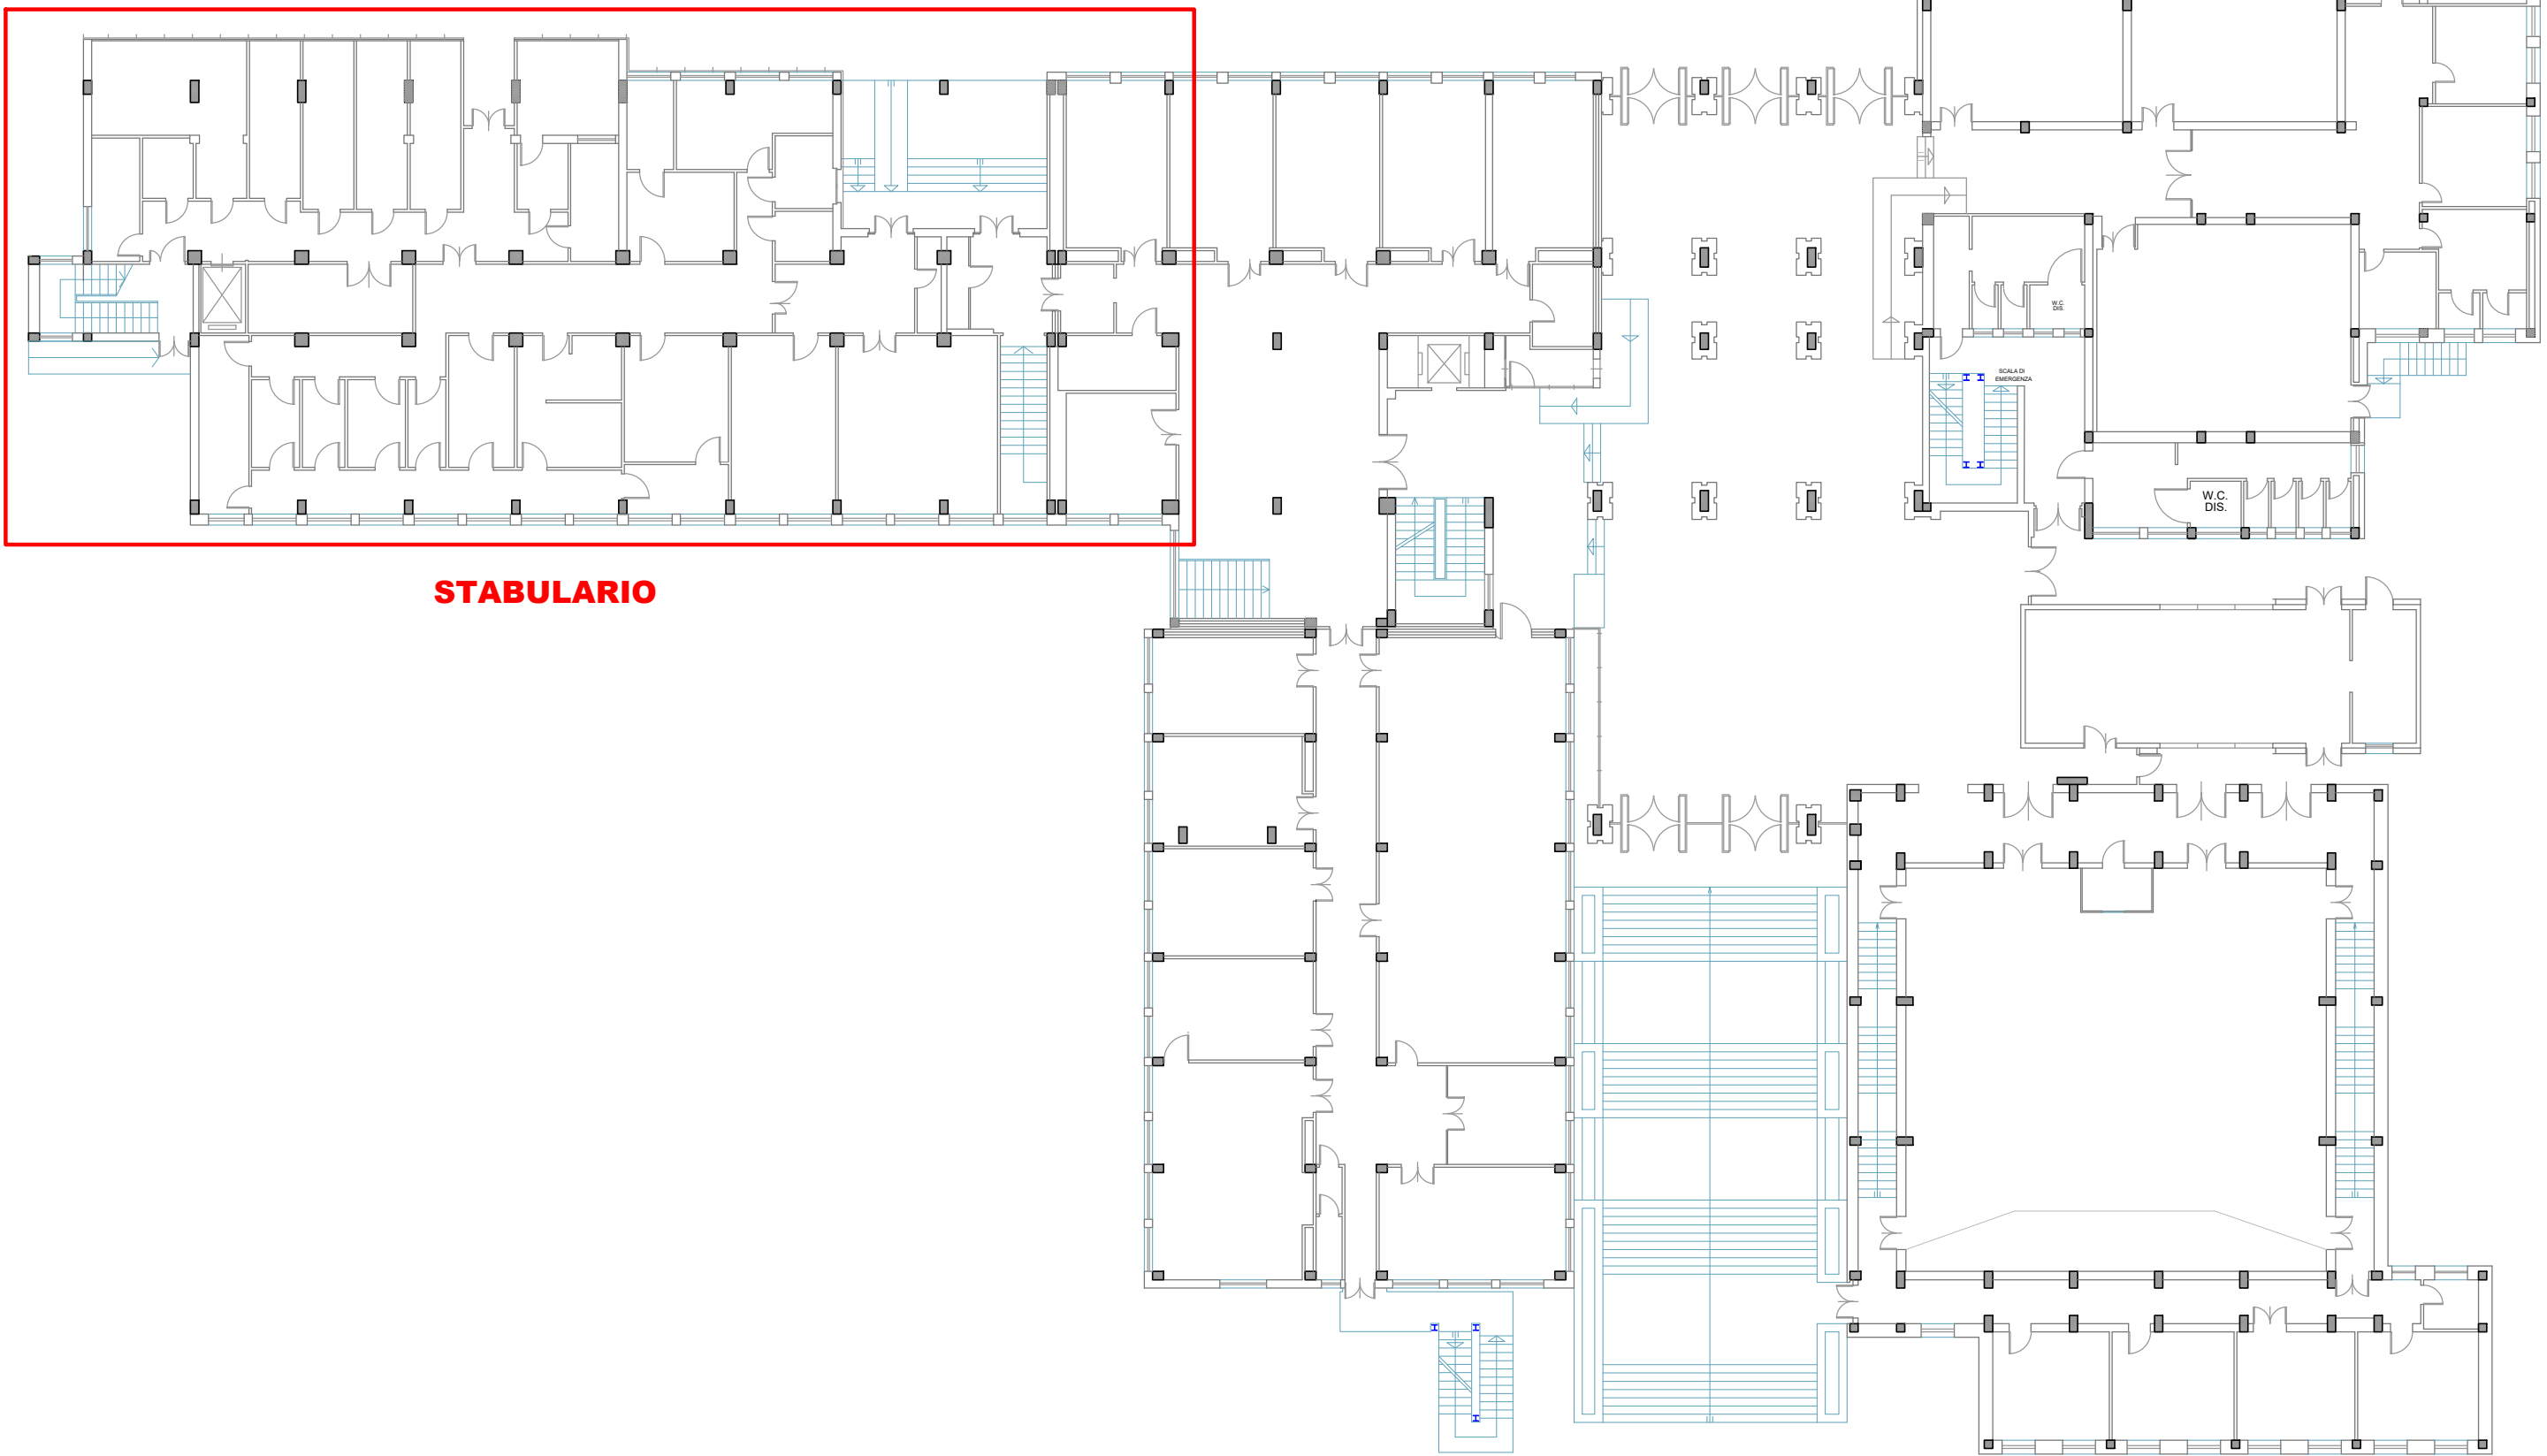 W.C.
DIS.
SCALA DI
EMERGENZA
W.C.
DIS.
STABULARIO